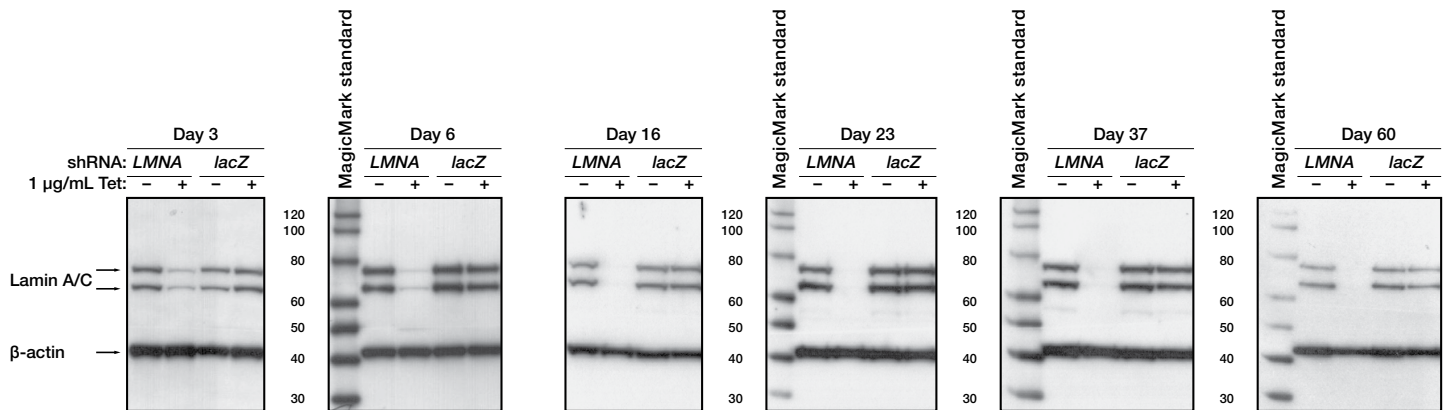 MagicMark standard
MagicMark standard
MagicMark standard
MagicMark standard
Day 3
Day 6
Day 16
Day 23
Day 37
Day 60
shRNA: LMNA lacZ
LMNA lacZ
LMNA lacZ
LMNA lacZ
LMNA lacZ
LMNA lacZ
1 µg/mL Tet: – + – +
– + – +
– + – +
– + – +
– + – +
– + – +
Lamin A/C
β-actin
120
100
80
60
50
40
30
120
100
80
60
50
40
30
120
100
80
60
50
40
30
120
100
80
60
50
40
30